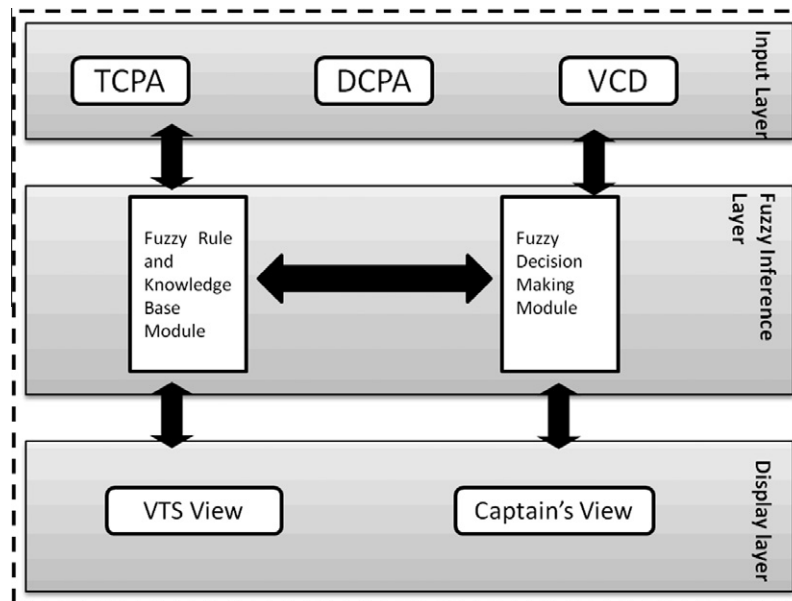 TCPA
DCPA
VCD
Input Layer
Fuzzy Rule
and
Knowledge
Base
Module
Fuzzy
Decision
Making
Module
Fuzzy Inference
Layer
VTS View
Captain's View
Display layer